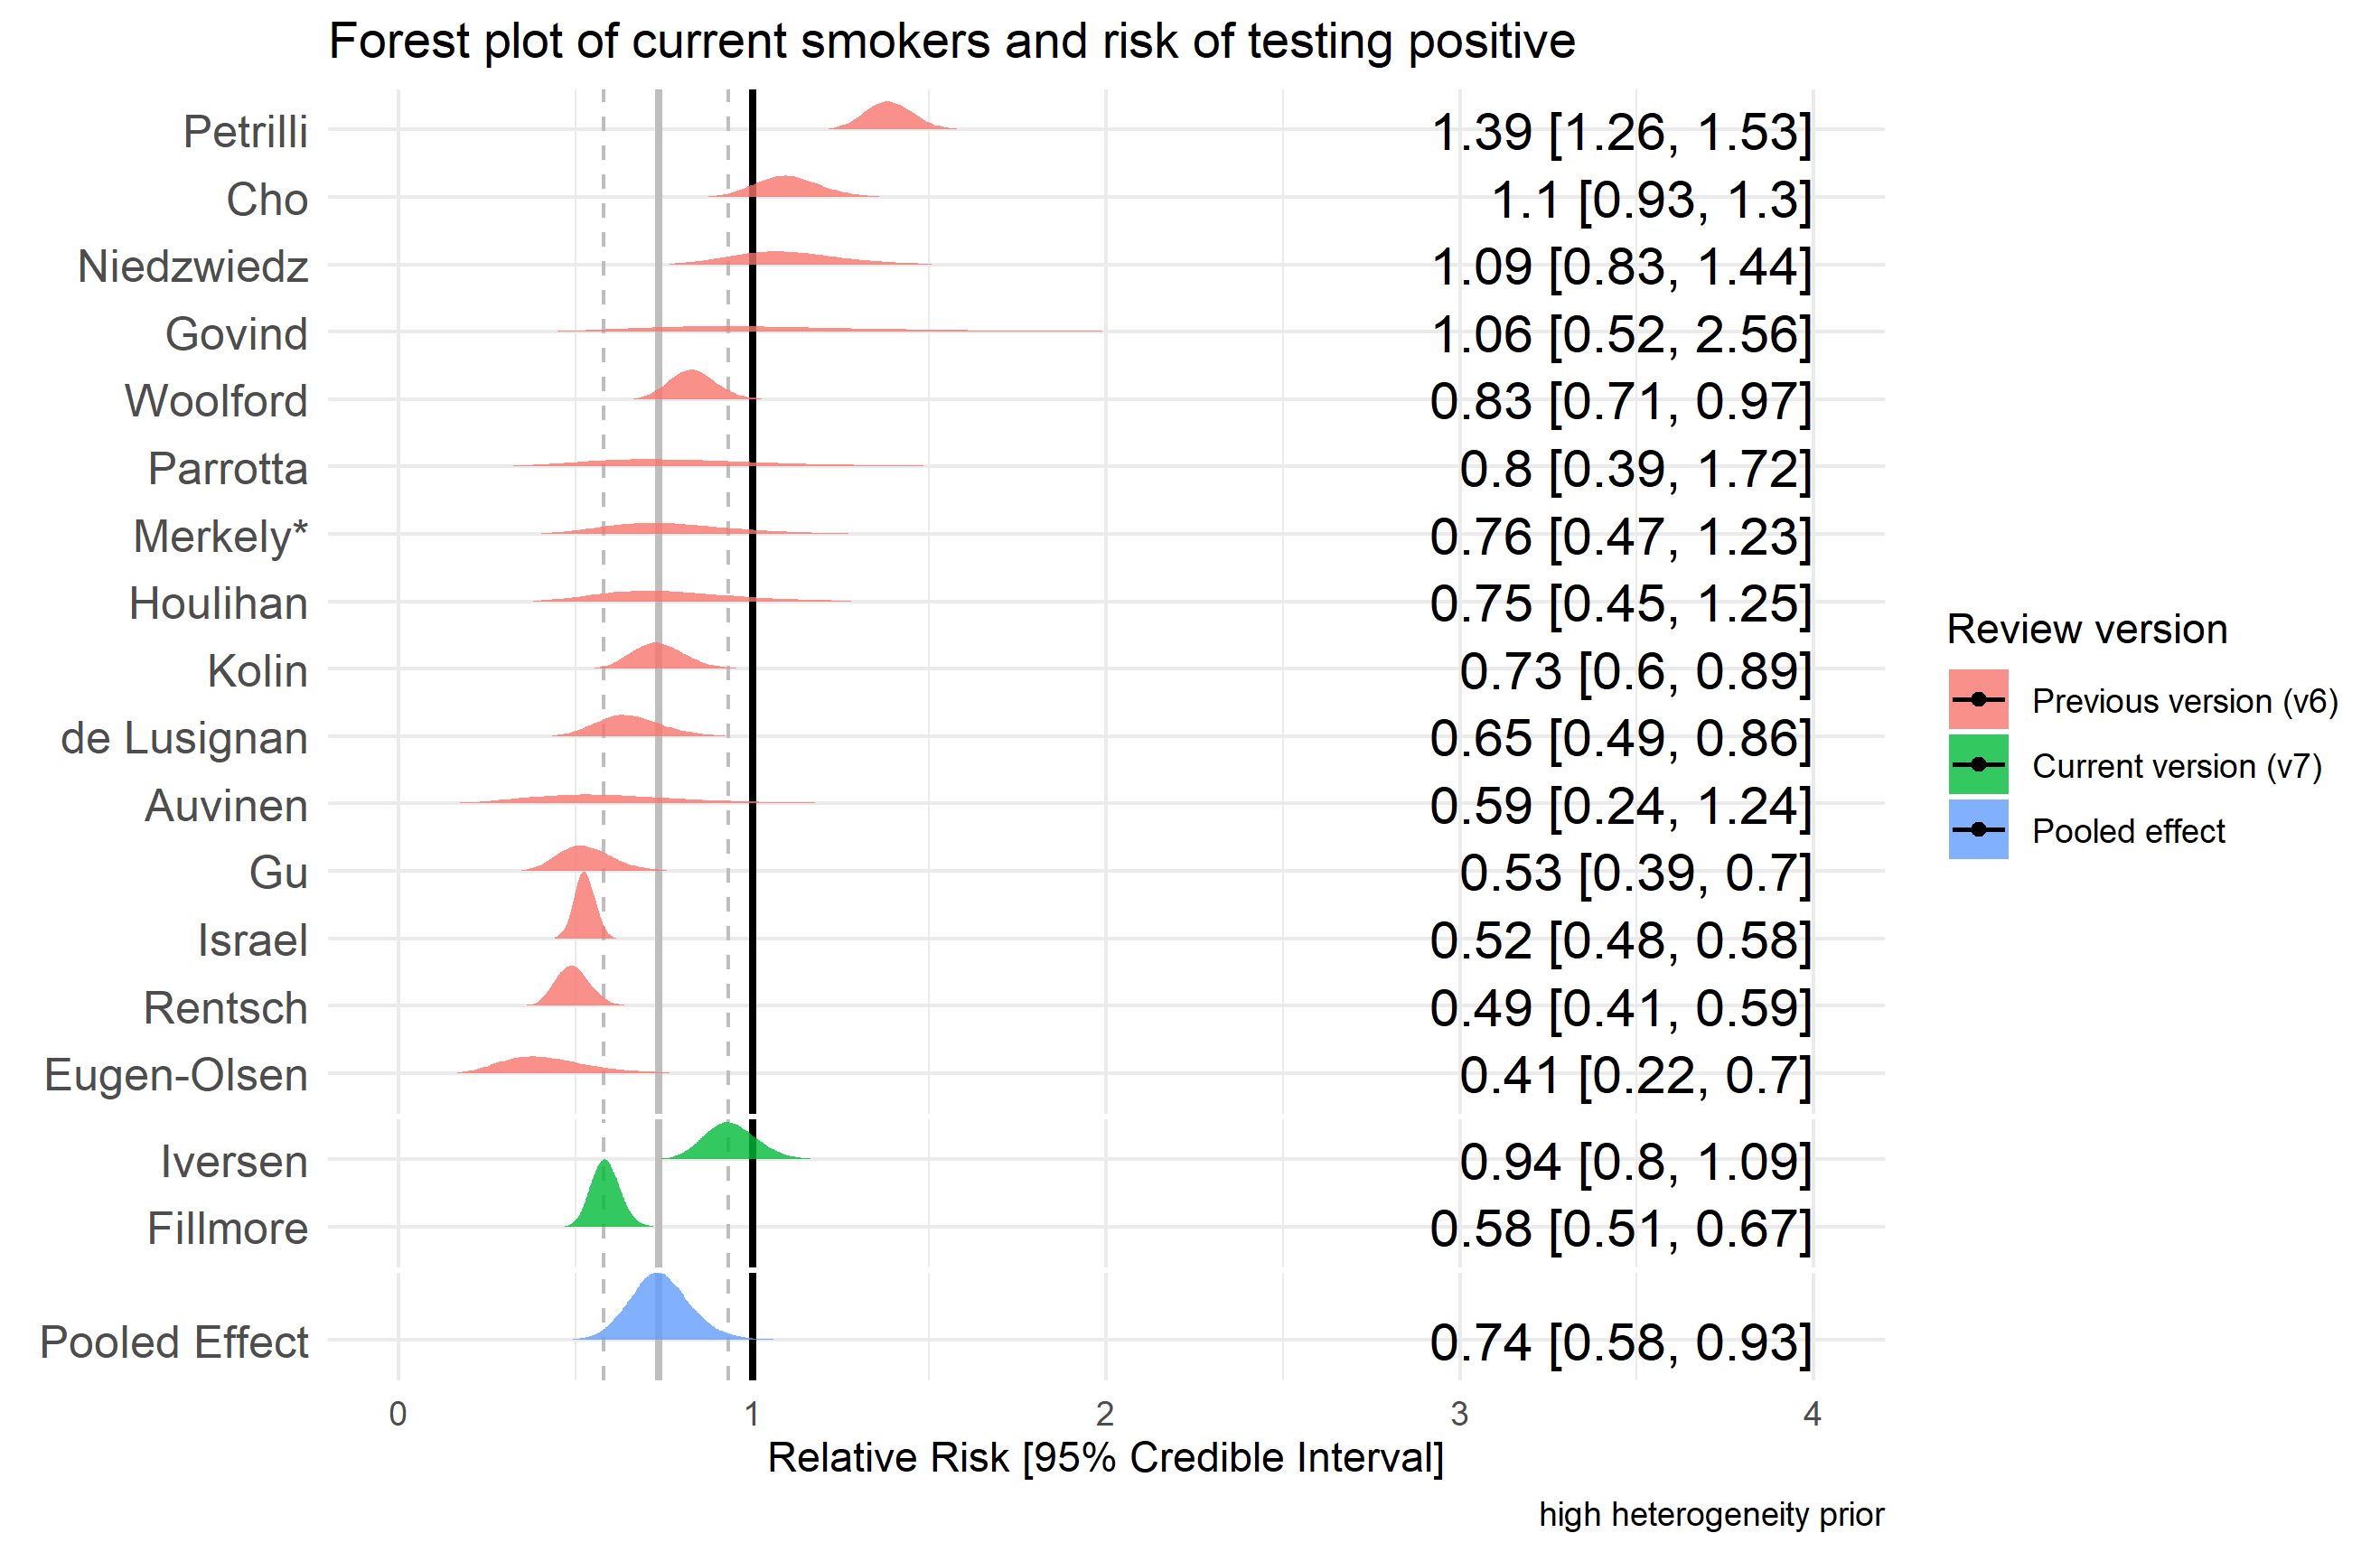 Forest plot of current smokers and risk of testing positive
Petrilli 1.39 [1.26, 1.53]
Cho 1.1 [0.93, 1.3]
Niedzwiedz 1.09 [0.83, 1.44]
Govind 1.06 [0.52, 2.56]
Woolford 0.83 [0.71, 0.97]
Parrotta 0.8 [0.39, 1.72]
Merkely* 0.76 [0.47, 1.23]
Houlihan 0.75 [0.45, 1.25]
Kolin 0.73 [0.6, 0.89]
de Lusignan 0.65 [0.49, 0.86]
Auvinen 0.59 [0.24, 1.24]
Gu 0.53 [0.39, 0.7]
Israel 0.52 [0.48, 0.58]
Rentsch 0.49 [0.41, 0.59]
Eugen-Olsen 0.41 [0.22, 0.7]
Iversen 0.94 [0.8, 1.09]
Fillmore 0.58 [0.51, 0.67]
Pooled Effect 0.74 [0.58, 0.93]
0 1 2 3 4
Relative Risk [95% Credible Interval]
high heterogeneity prior
Review version
Previous version (v6)
Current version (v7)
Pooled effect